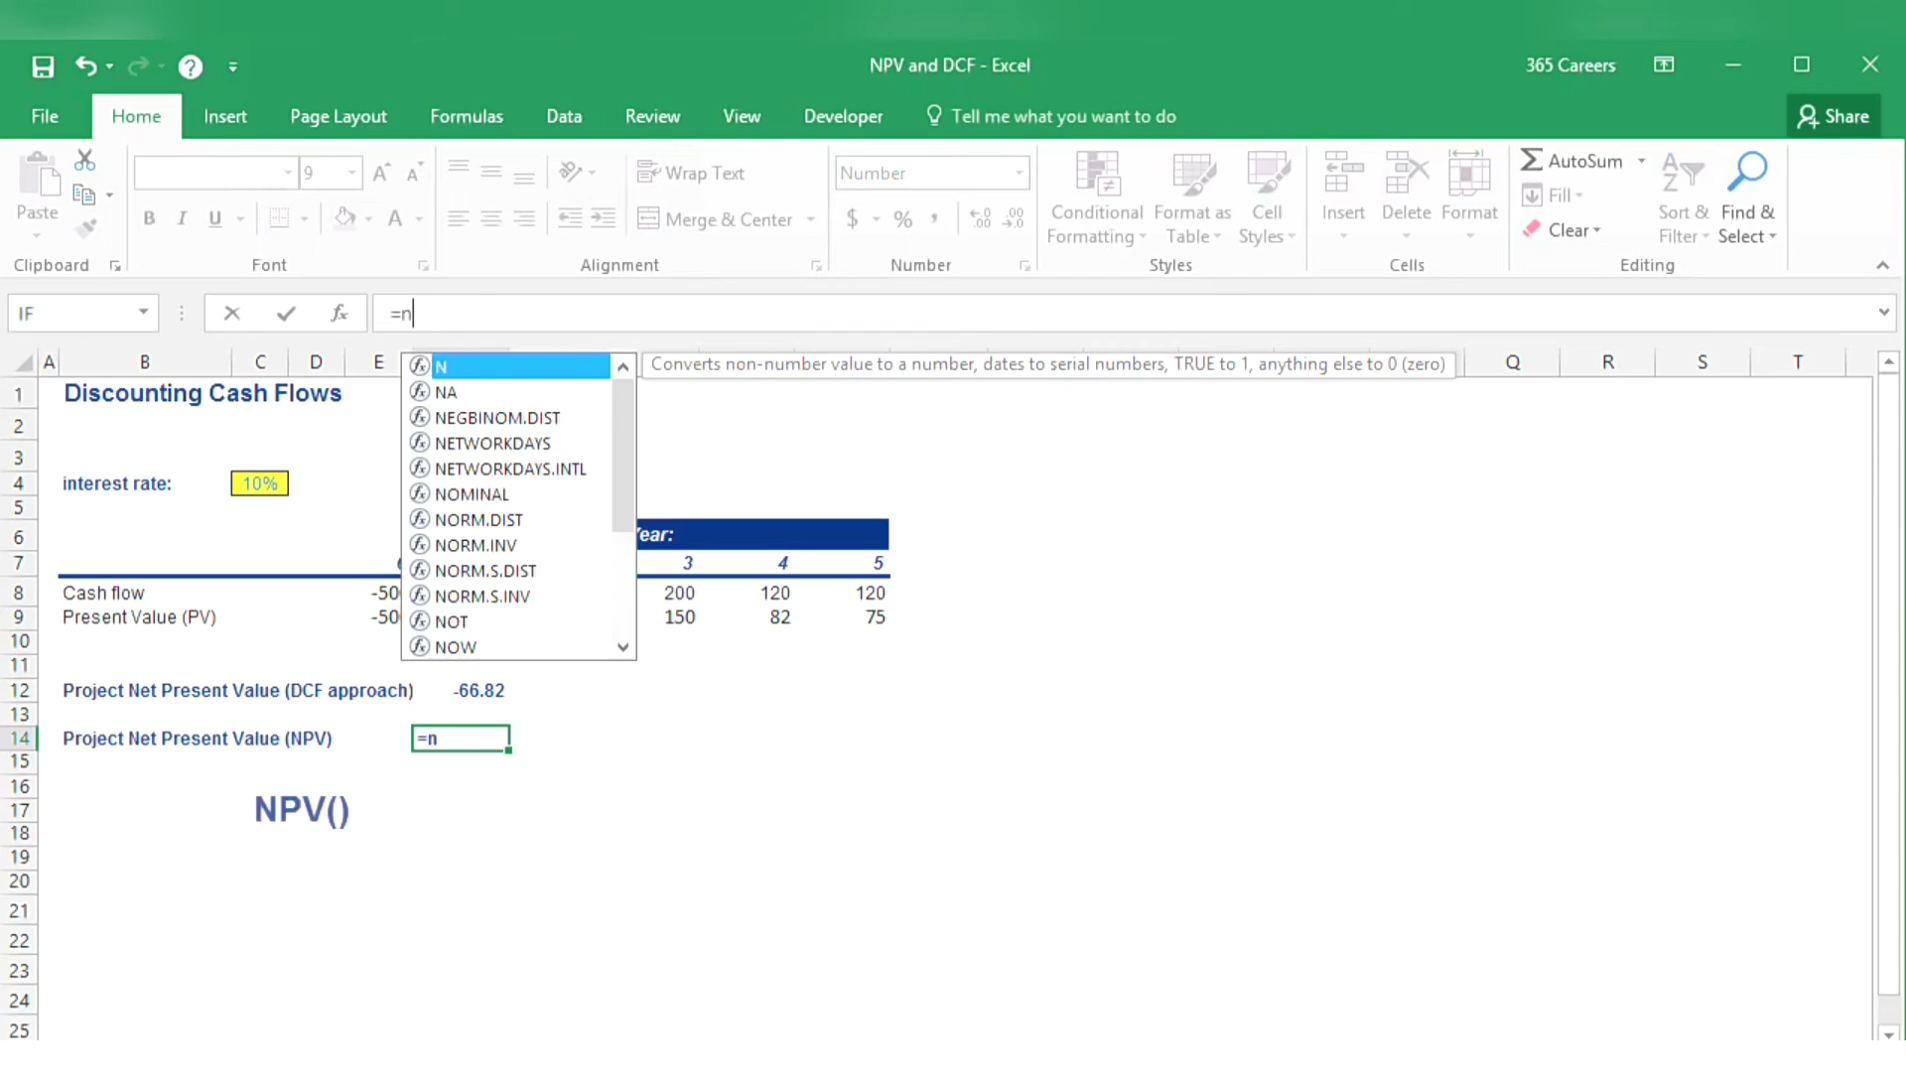 NPV and DCF - Excel
365 Careers
File Home Insert Page Layout Formulas Data Review View Developer Tell me what you want to do Share
Paste
Clipboard
9
B I U A
Font
Wrap Text
Merge & Center
Alignment
Number
$ % ,
Number
Conditional Formatting
Format as Table
Cell Styles
Styles
Insert Delete Format
Cells
AutoSum
Fill
Clear
Sort & Filter
Find & Select
Editing
IF
fx
=n
A B C D E Q R S T
N
Converts non-number value to a number, dates to serial numbers, TRUE to 1, anything else to 0 (zero)
NA
NEGBINOM.DIST
NETWORKDAYS
NETWORKDAYS.INTL
NOMINAL
NORM.DIST
NORM.INV
NORM.S.DIST
NORM.S.INV
NOT
NOW
1 Discounting Cash Flows
2
3
4 interest rate: 10%
5
6
7 3 4 5
8 Cash flow 200 120 120
9 Present Value (PV) 150 82 75
10
11
12 Project Net Present Value (DCF approach) -66.82
13
14 Project Net Present Value (NPV) =n
15
16
17 NPV()
18
19
20
21
22
23
24
25